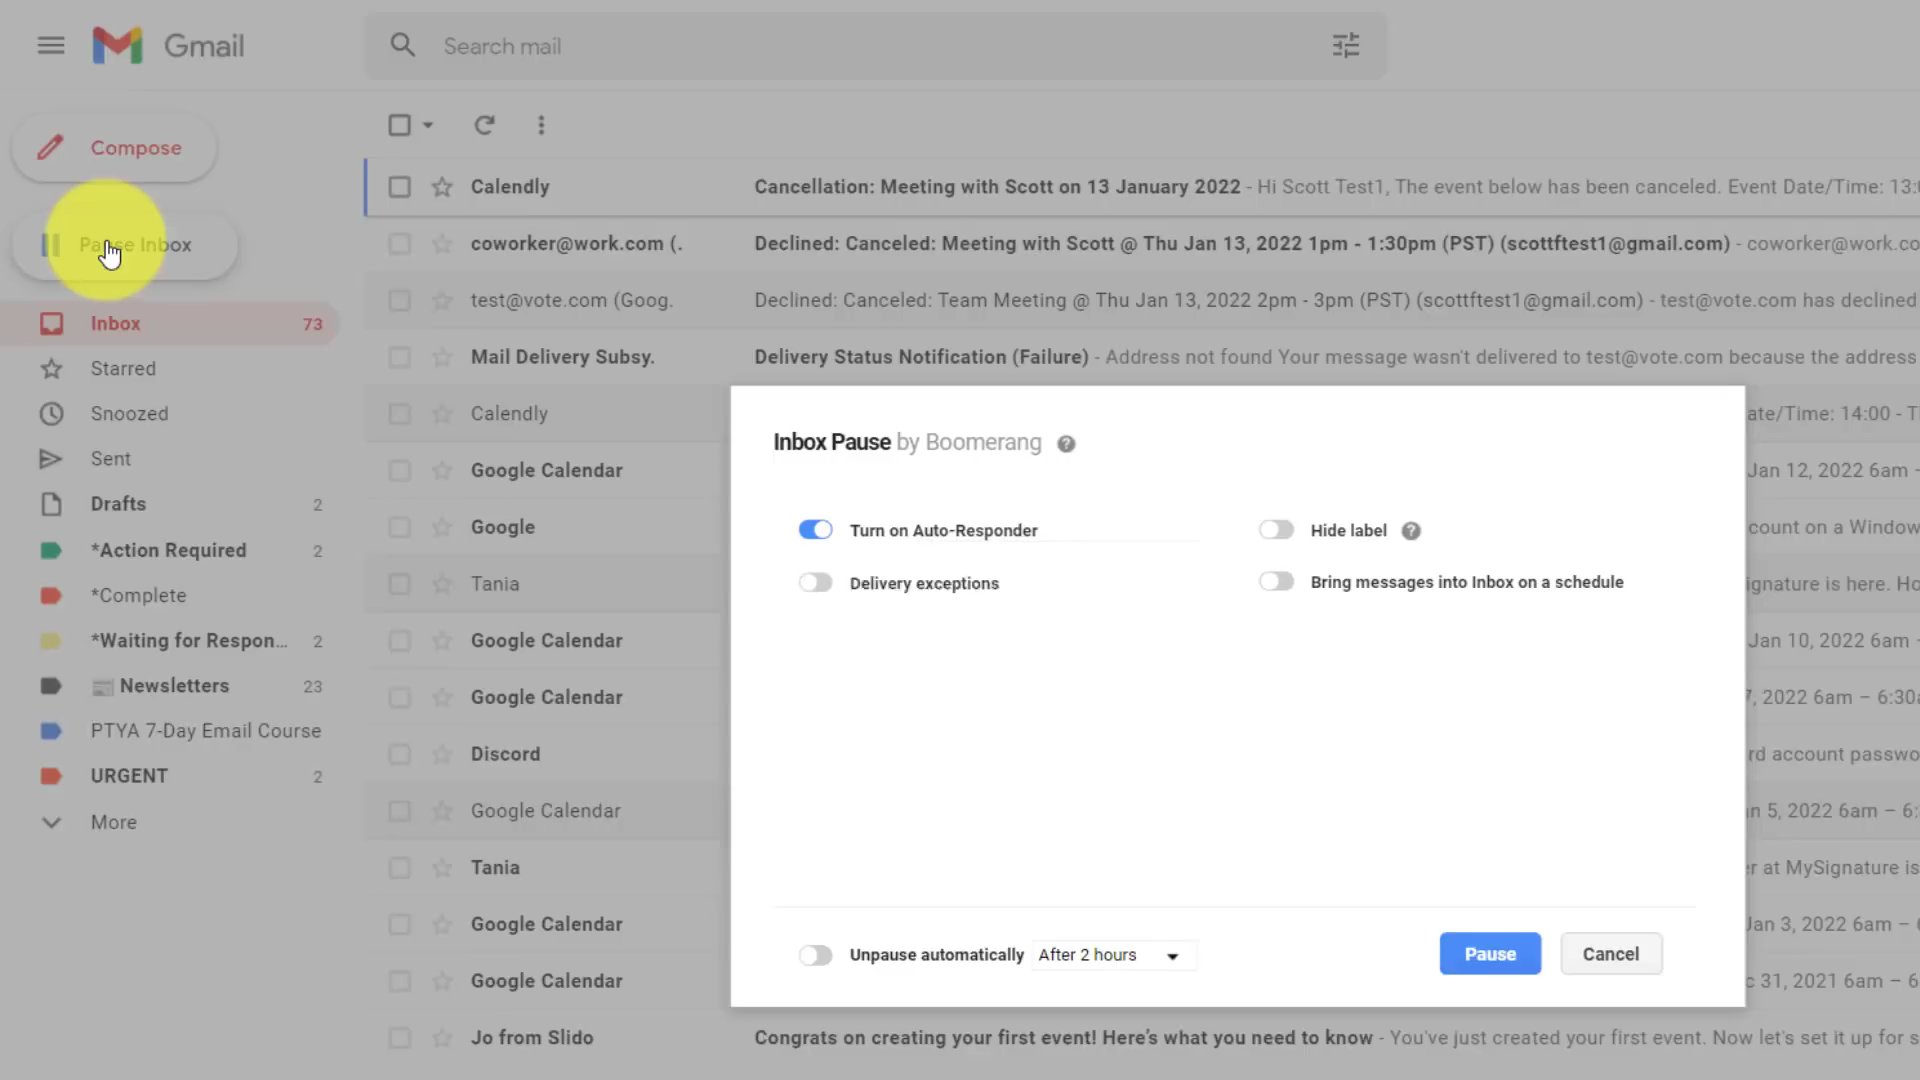 Gmail
Search mail
Compose
Pause Inbox
Inbox 73
Starred
Snoozed
Sent
Drafts 2
*Action Required 2
*Complete
*Waiting for Respon... 2
Newsletters 23
PTYA 7-Day Email Course
URGENT 2
More
Calendly Cancellation: Meeting with Scott on 13 January 2022 - Hi Scott Test1, The event below has been canceled. Event Date/Time: 13:0
coworker@work.com (. Declined: Canceled: Meeting with Scott @ Thu Jan 13, 2022 1pm - 1:30pm (PST) (scottftest1@gmail.com) - coworker@work.co
test@vote.com (Goog. Declined: Canceled: Team Meeting @ Thu Jan 13, 2022 2pm - 3pm (PST) (scottftest1@gmail.com) - test@vote.com has declined
Mail Delivery Subsy. Delivery Status Notification (Failure) - Address not found Your message wasn't delivered to test@vote.com because the address
Calendly ate/Time: 14:00 - T
Google Calendar Jan 12, 2022 6am -
Google count on a Window
Tania ignature is here. Ho
Google Calendar Jan 10, 2022 6am -
Google Calendar 7, 2022 6am – 6:30a
Discord rd account passwo
Google Calendar n 5, 2022 6am – 6:
Tania r at MySignature is
Google Calendar Jan 3, 2022 6am – 6
Google Calendar c 31, 2021 6am – 6
Jo from Slido Congrats on creating your first event! Here's what you need to know - You've just created your first event. Now let's set it up for s
Inbox Pause by Boomerang ?
Turn on Auto-Responder
Hide label ?
Delivery exceptions
Bring messages into Inbox on a schedule
Unpause automatically After 2 hours
Pause
Cancel